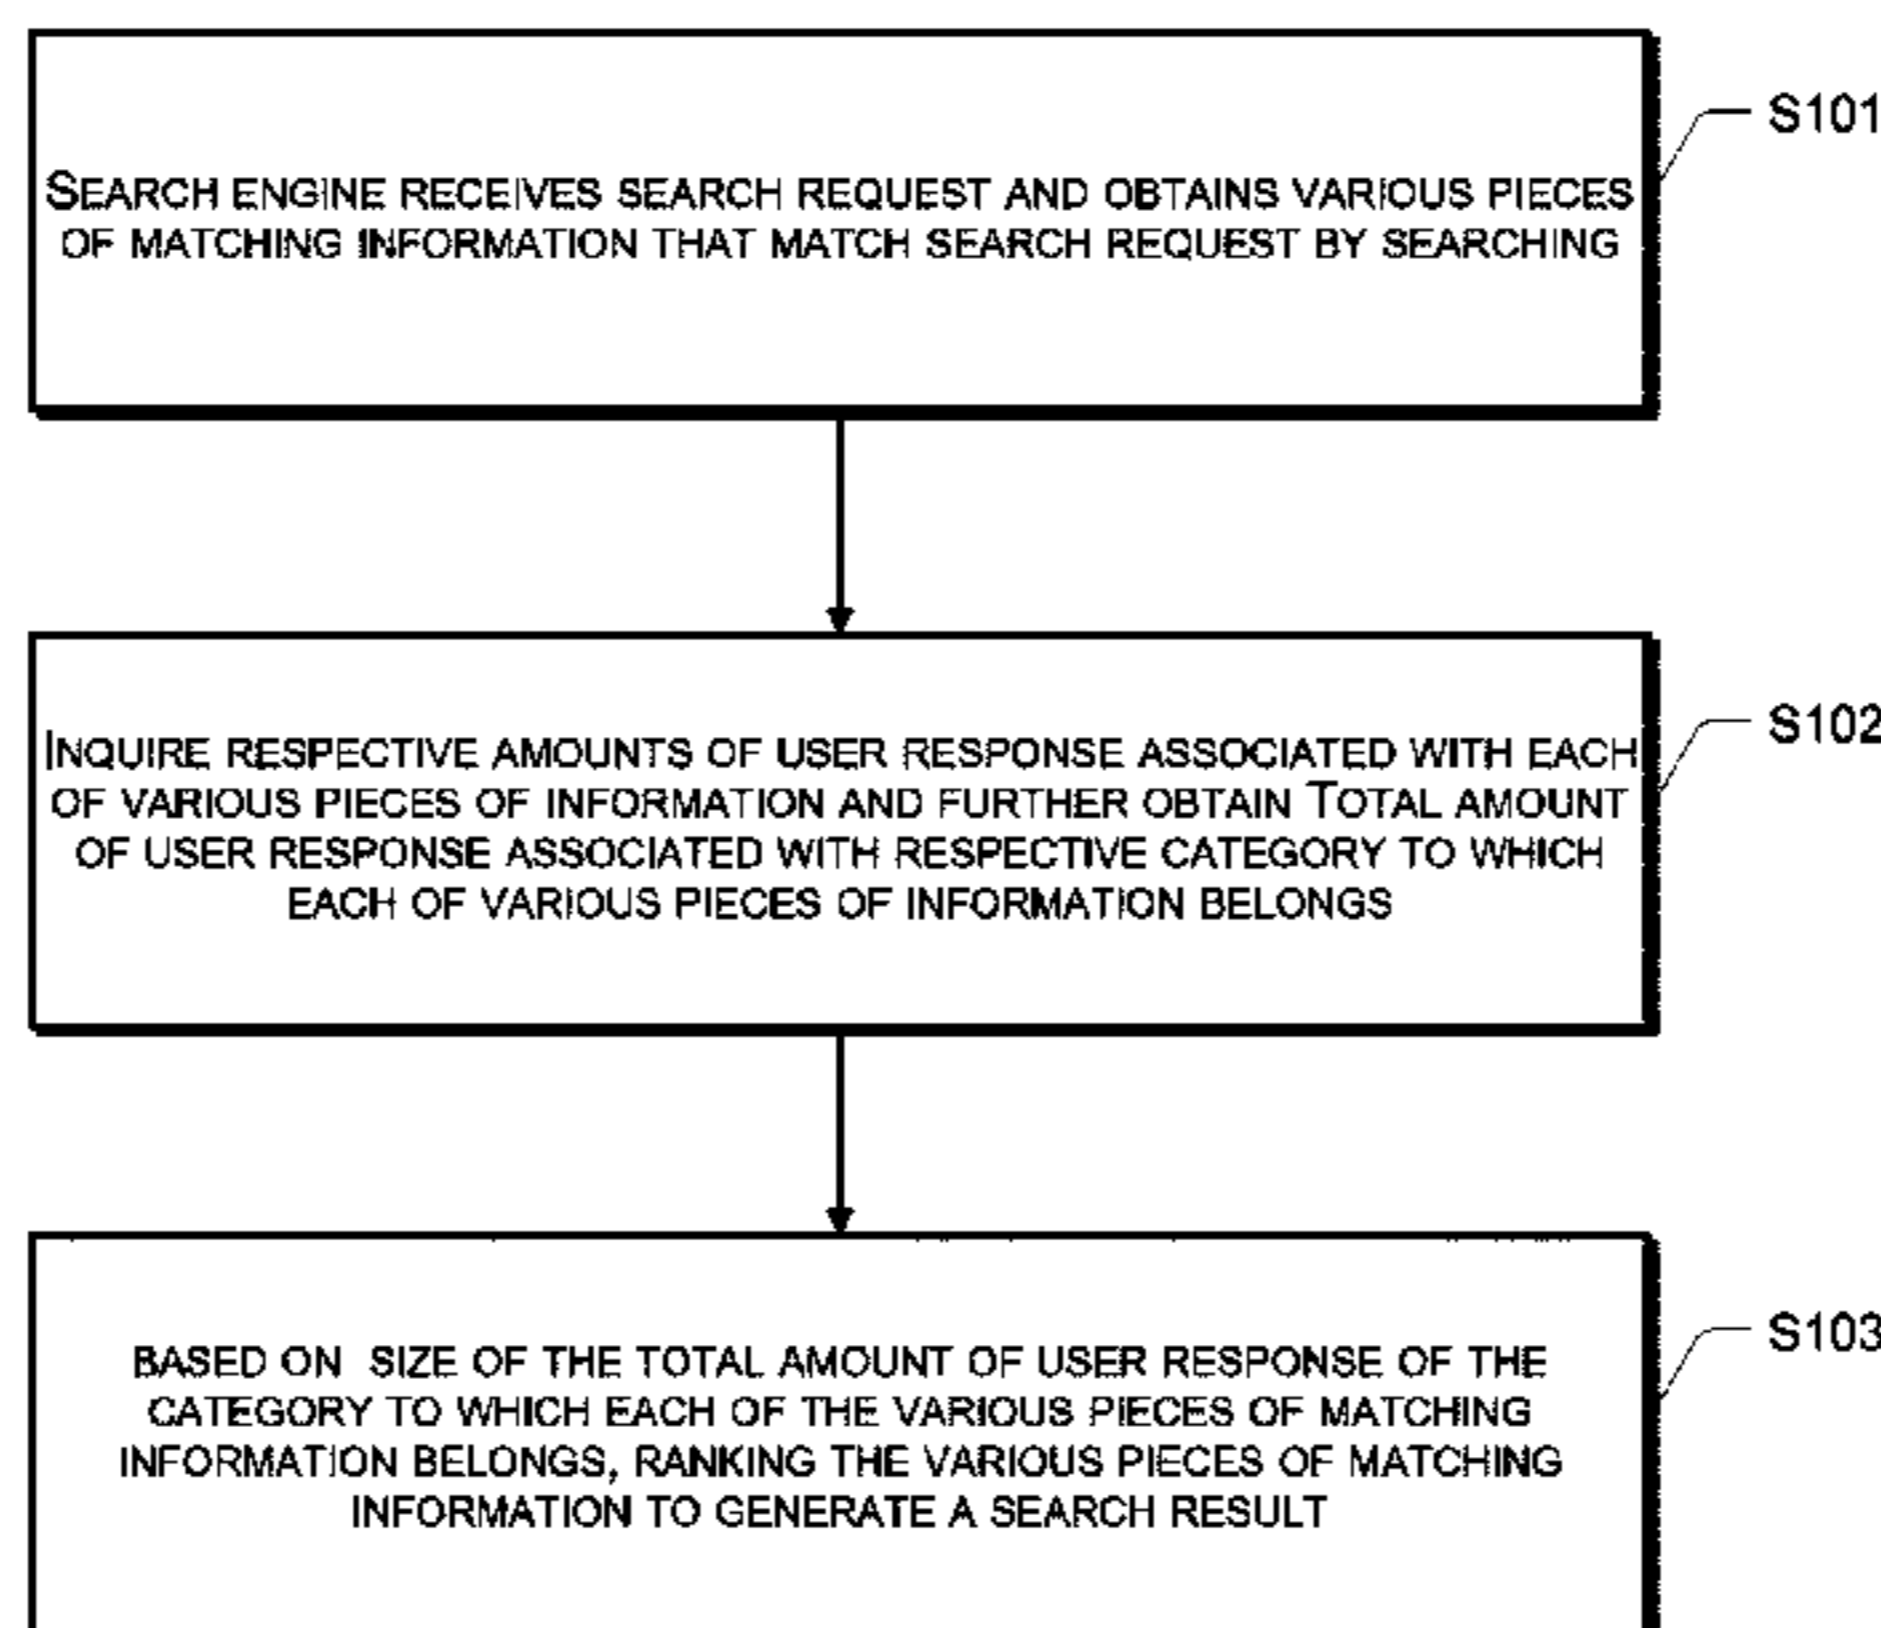 S101
SEARCH ENGINE RECEIVES SEARCH REQUEST AND OBTAINS VARIOUS PIECES
OF MATCHING INFORMATION THAT MATCH SEARCH REQUEST BY SEARCHING
S102
INQUIRE RESPECTIVE AMOUNTS OF USER RESPONSE ASSOCIATED WITH EACH
OF VARIOUS PIECES OF INFORMATION AND FURTHER OBTAIN TOTAL AMOUNT
OF USER RESPONSE ASSOCIATED WITH RESPECTIVE CATEGORY TO WHICH
EACH OF VARIOUS PIECES OF INFORMATION BELONGS
S103
BASED ON SIZE OF THE TOTAL AMOUNT OF USER RESPONSE OF THE
CATEGORY TO WHICH EACH OF THE VARIOUS PIECES OF MATCHING
INFORMATION BELONGS, RANKING THE VARIOUS PIECES OF MATCHING
INFORMATION TO GENERATE A SEARCH RESULT